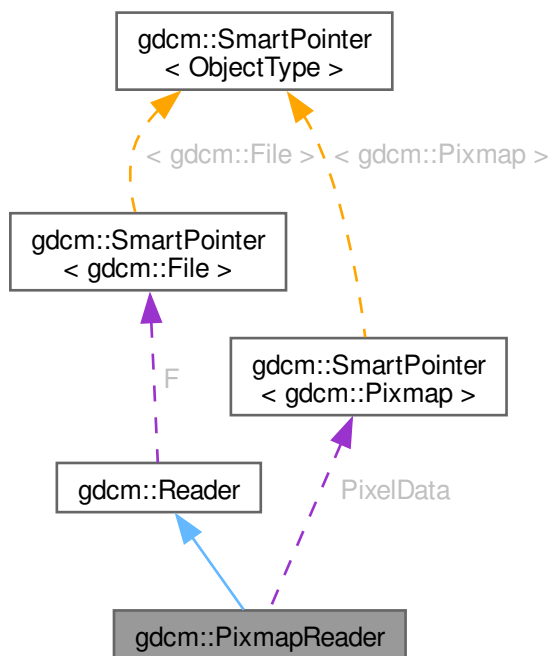 gdcm::SmartPointer
< ObjectType >
< gdcm::File >
< gdcm::Pixmap >
gdcm::SmartPointer
< gdcm::File >
gdcm::SmartPointer
< gdcm::Pixmap >
F
gdcm::Reader
PixelData
gdcm::PixmapReader